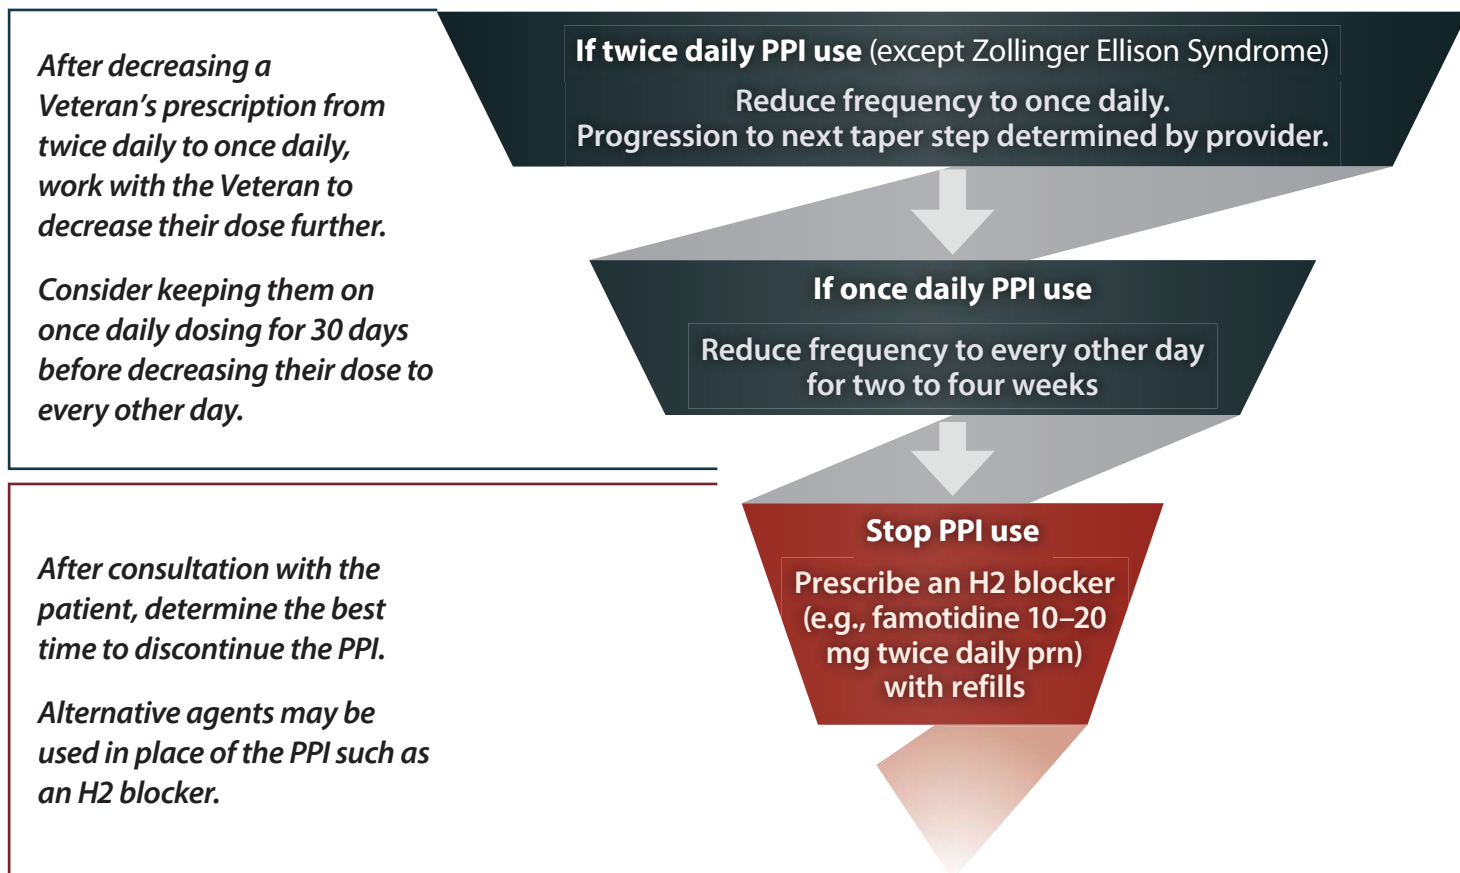 After decreasing a
Veteran’s prescription from
twice daily to once daily,
work with the Veteran to
decrease their dose further.
Consider keeping them on
once daily dosing for 30 days
before decreasing their dose to
every other day.
If twice daily PPI use (except Zollinger Ellison Syndrome)
Reduce frequency to once daily.
Progression to next taper step determined by provider.
If once daily PPI use
Reduce frequency to every other day
for two to four weeks
After consultation with the
patient, determine the best
time to discontinue the PPI.
Alternative agents may be
used in place of the PPI such as
an H2 blocker.
Stop PPI use
Prescribe an H2 blocker
(e.g., famotidine 10–20
mg twice daily prn)
with refills